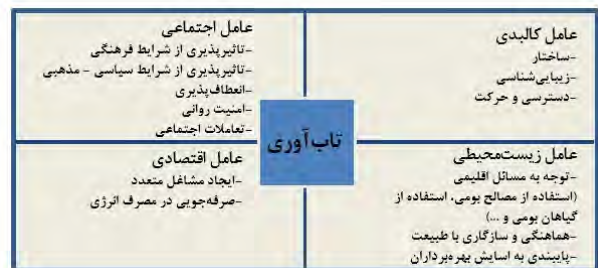 عامل کالبدی
-ساختار
-زیبایی‌شناسی
-دسترسی و حرکت
عامل اجتماعی
-تاثیرپذیری از شرایط فرهنگی
-تاثیرپذیری از شرایط سیاسی - مذهبی
-انعطاف‌پذیری
-امنیت روانی
-تعاملات اجتماعی
تاب‌آوری
عامل زیست‌محیطی
-توجه به مسائل اقلیمی
(استفاده از مصالح بومی، استفاده از
گیاهان بومی و ...)
-هماهنگی و سازگاری با طبیعت
-پایبندی به آسایش بهره‌برداران
عامل اقتصادی
-ایجاد مشاغل متعدد
-صرفه‌جویی در مصرف انرژی